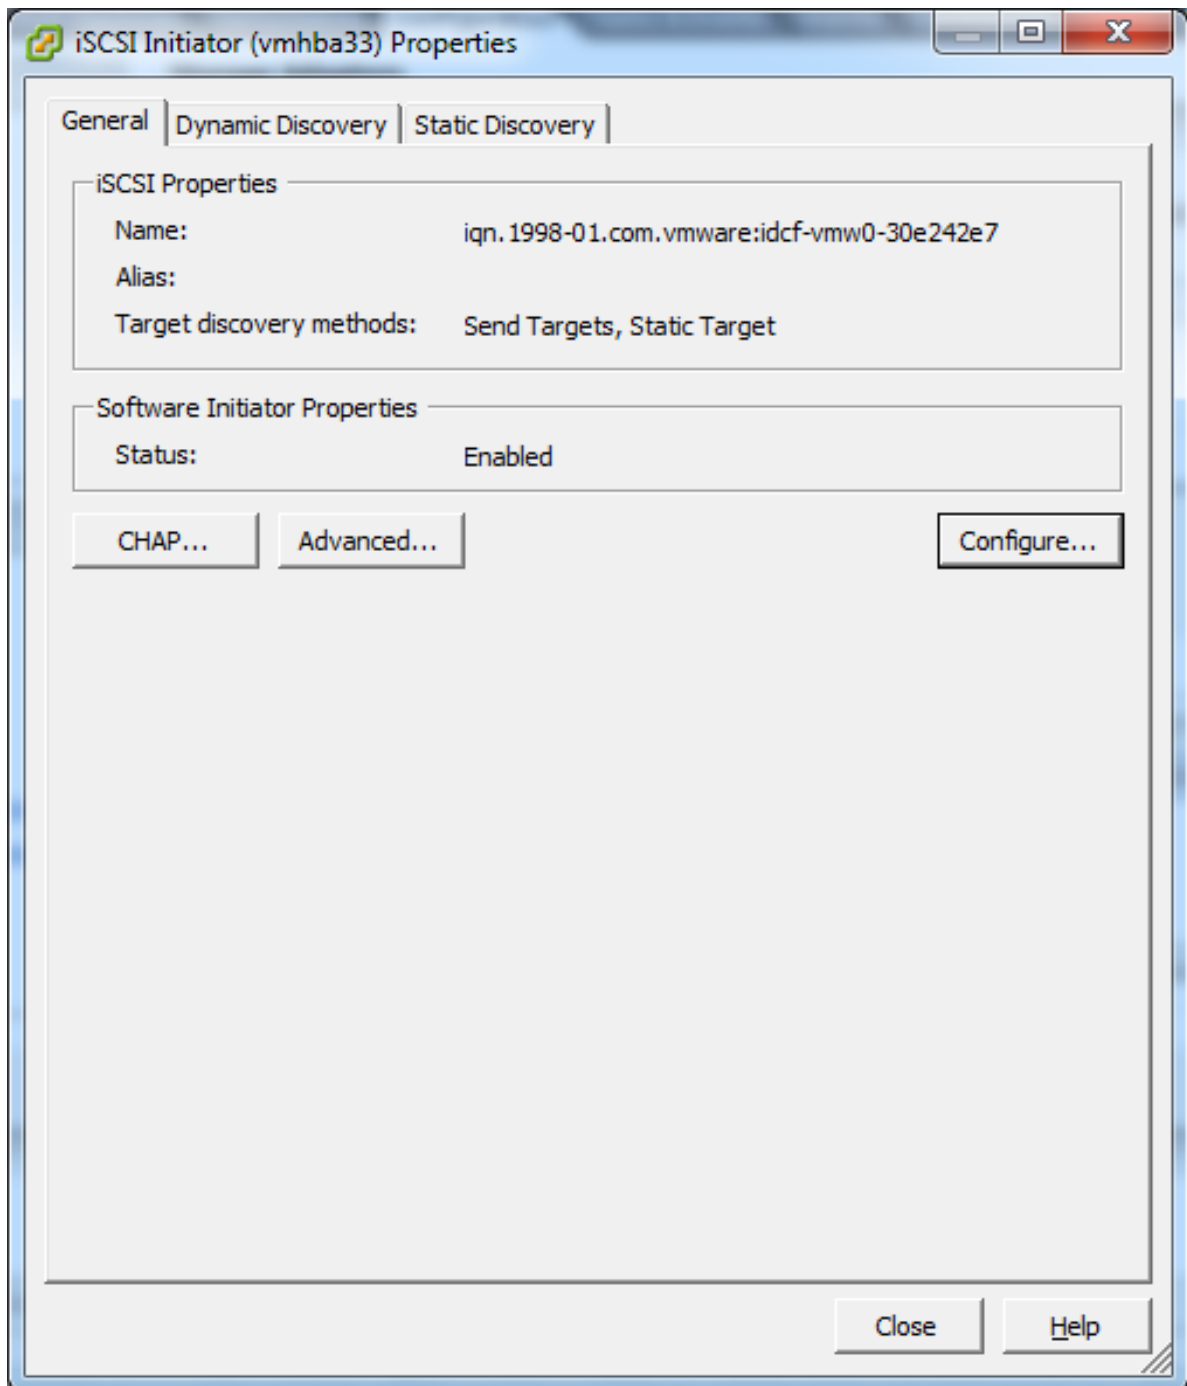 iSCSI Initiator (vmhba33) Properties
General Dynamic Discovery Static Discovery
iSCSI Properties
Name: iqn.1998-01.com.vmware:idcf-vmw0-30e242e7
Alias:
Target discovery methods: Send Targets, Static Target
Software Initiator Properties
Status: Enabled
CHAP... Advanced... Configure...
Close Help